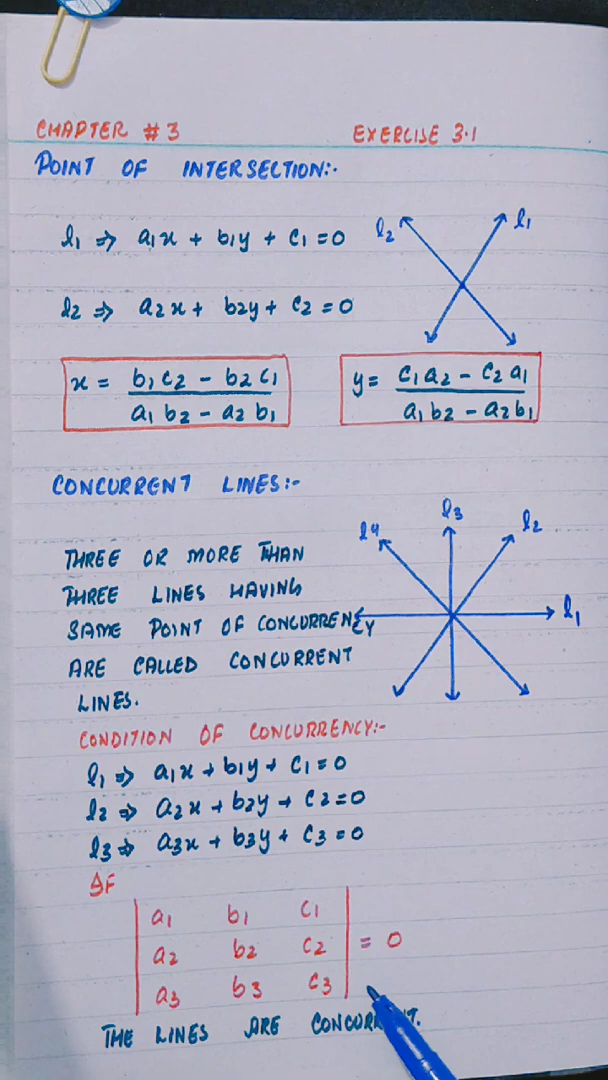 CHAPTER # 3 EXERCISE 3.1
POINT OF INTERSECTION:-
l₁ ⇒ a₁x + b₁y + c₁ = 0
l₂ l₁
l₂ ⇒ a₂x + b₂y + c₂ = 0
x = (b₁c₂ - b₂c₁) / (a₁b₂ - a₂b₁) y = (c₁a₂ - c₂a₁) / (a₁b₂ - a₂b₁)
CONCURRENT LINES:-
l4 l₃ l₂
l₁
THREE OR MORE THAN
THREE LINES HAVING
SAME POINT OF CONCURRENCY
ARE CALLED CONCURRENT
LINES.
CONDITION OF CONCURRENCY:-
l₁ ⇒ a₁x + b₁y + c₁ = 0
l₂ ⇒ a₂x + b₂y + c₂ = 0
l₃ ⇒ a₃x + b₃y + c₃ = 0
IF
| a₁ b₁ c₁ |
| a₂ b₂ c₂ | = 0
| a₃ b₃ c₃ |
THE LINES ARE CONCURRENT.